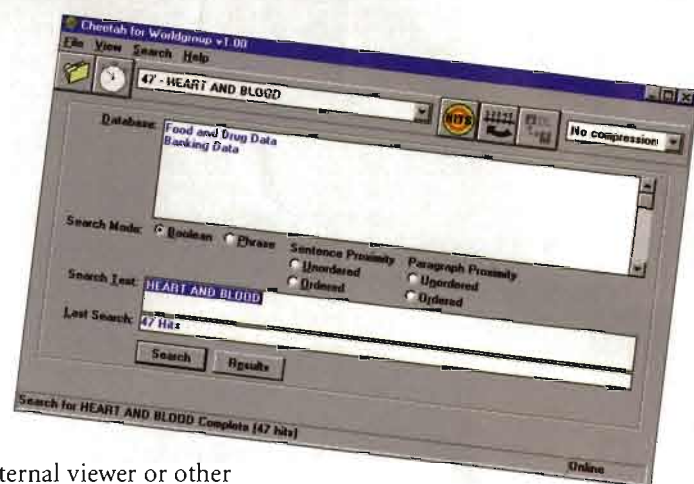 Cheetah for Worldgroup v1.00
File View Search Help
47 - HEART AND BLOOD
HITS
No compression
Database:
Food and Drug Data
Banking Data
Search Mode: Boolean Phrase
Sentence Proximity
Unordered
Ordered
Paragraph Proximity
Unordered
Ordered
Search Text: HEART AND BLOOD
Last Search: 47 Hits
Search Results
Search for HEART AND BLOOD Complete (47 hits)
Online
ternal viewer or other